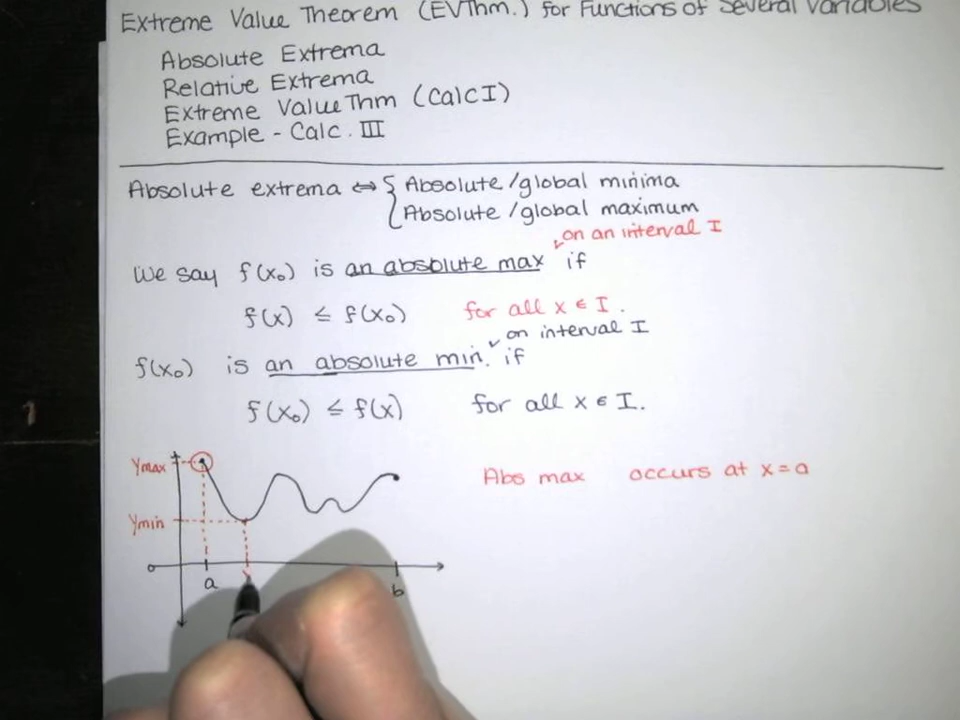 Extreme Value Theorem (EVThm.) for Functions of Several Variables
Absolute Extrema
Relative Extrema
Extreme Value Thm (Calc I)
Example - Calc. III
Absolute extrema ⇔ { Absolute/global minima
Absolute/global maximum
on an interval I
We say f(x₀) is an absolute max if
f(x) ≤ f(x₀) for all x ∈ I.
on interval I
f(x₀) is an absolute min. if
f(x₀) ≤ f(x) for all x ∈ I.
Ymax
Abs max occurs at x = a
Ymin
a
b